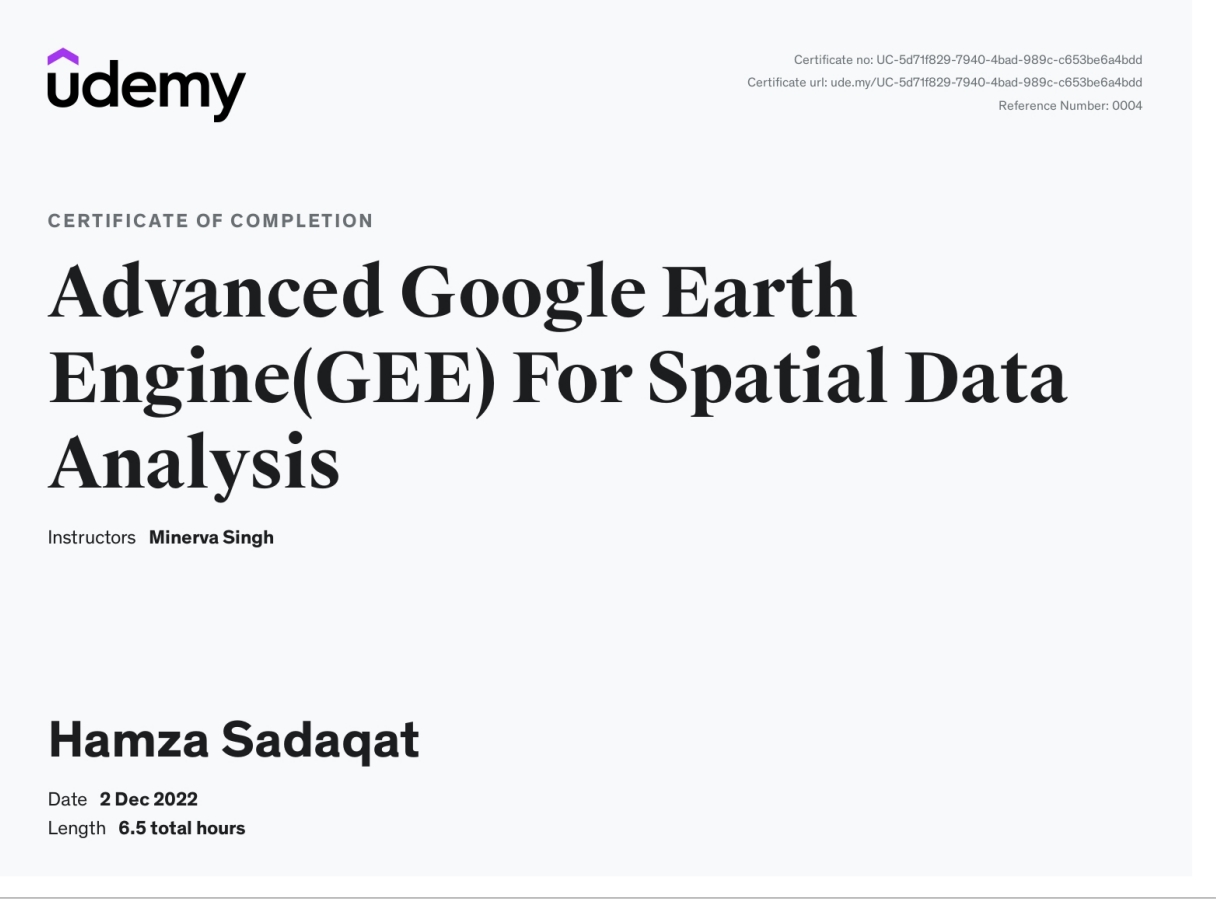 udemy
Certificate no: UC-5d71f829-7940-4bad-989c-c653be6a4bdd
Certificate url: ude.my/UC-5d71f829-7940-4bad-989c-c653be6a4bdd
Reference Number: 0004
CERTIFICATE OF COMPLETION
Advanced Google Earth
Engine(GEE) For Spatial Data
Analysis
Instructors Minerva Singh
Hamza Sadaqat
Date 2 Dec 2022
Length 6.5 total hours